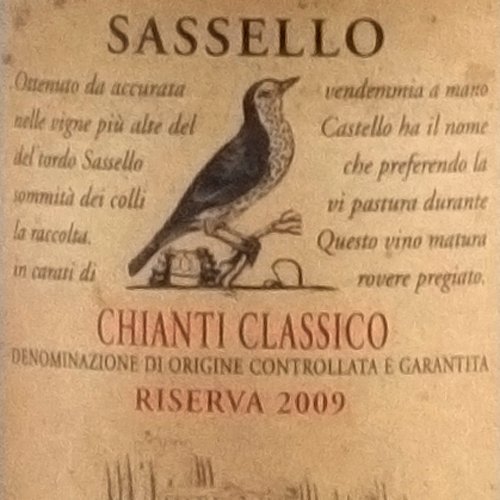 SASSELLO
Ottenuto da accurata vendemmia a mano
nelle vigne più alte del Castello ha il nome
del tordo Sassello che preferendo la
sommità dei colli vi pastura durante
la raccolta. Questo vino matura
in carati di rovere pregiato.
CHIANTI CLASSICO
DENOMINAZIONE DI ORIGINE CONTROLLATA E GARANTITA
RISERVA 2009